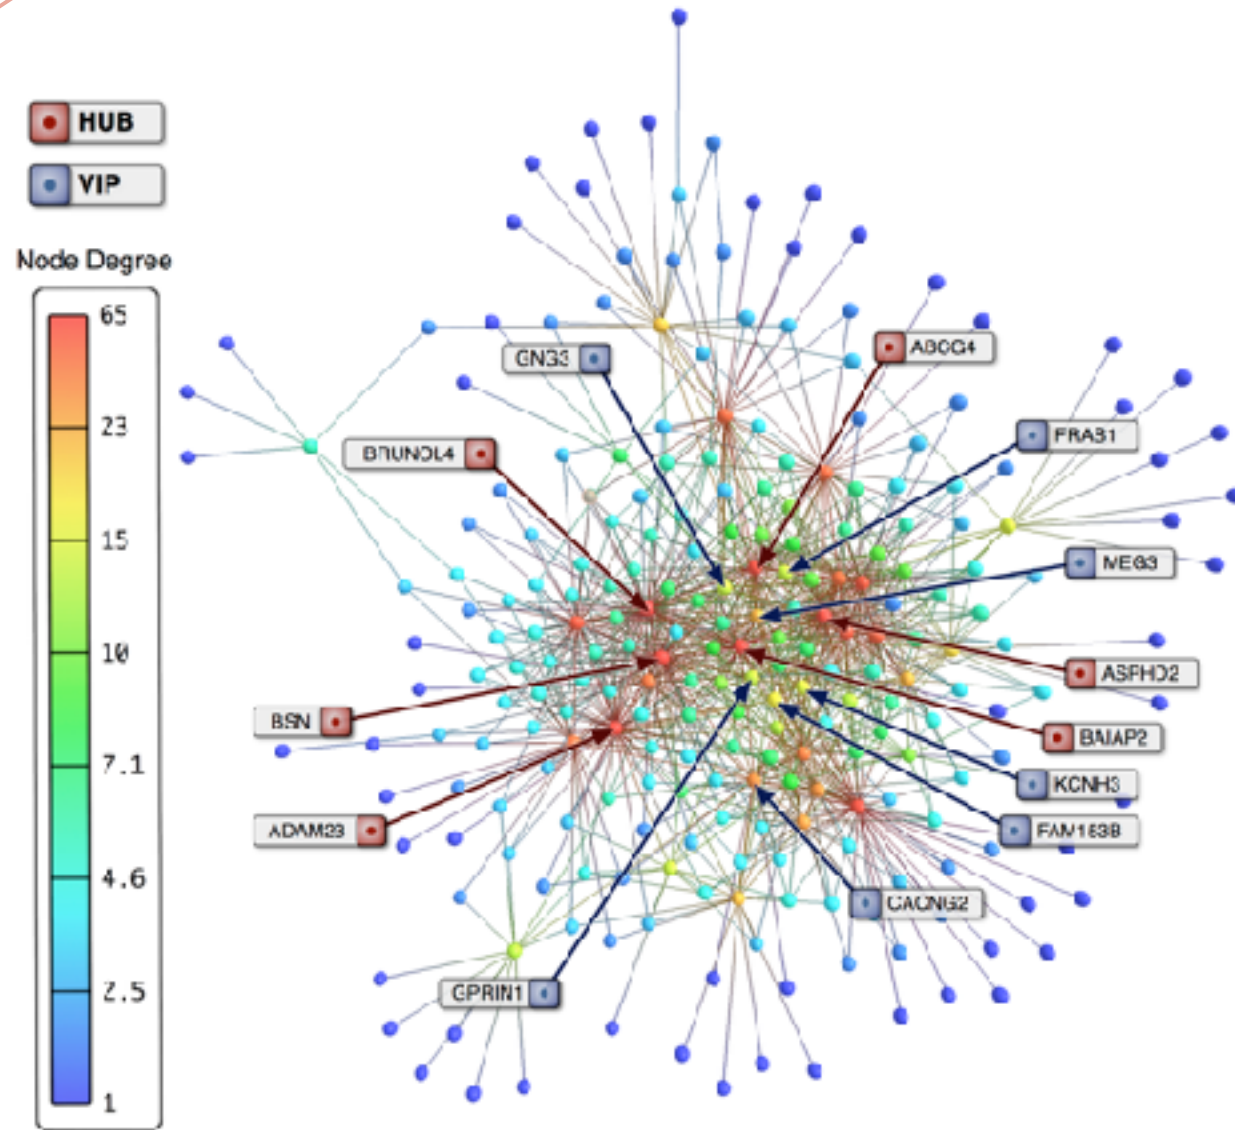 HUB
VIP
Node Degree
65
23
15
10
7.1
4.6
2.5
1
GNG3
ABCG4
BRUNOL4
FRAS1
MEG3
ASPHD2
BSN
BAIAP2
KCNH3
ADAM23
FAM163B
CACNG2
GPRIN1